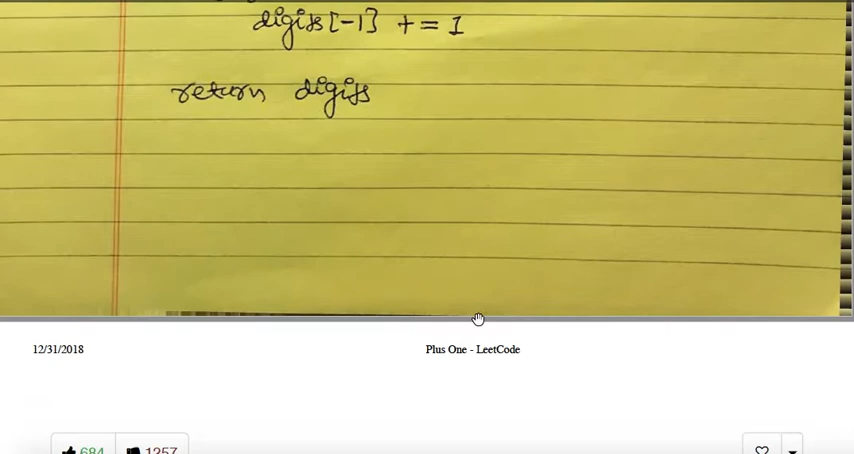 digits[-1] += 1
return digits
12/31/2018 Plus One - LeetCode
684 1257